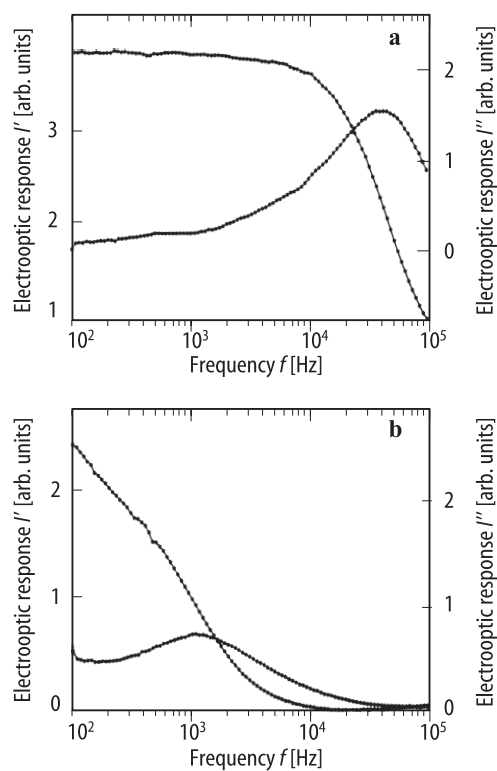 a
Electrooptic response I′ [arb. units]
3
2
1
2
1
0
Electrooptic response I″ [arb. units]
10² 10³ 10⁴ 10⁵
Frequency f [Hz]
b
Electrooptic response I′ [arb. units]
2
1
0
2
1
0
Electrooptic response I″ [arb. units]
10² 10³ 10⁴ 10⁵
Frequency f [Hz]